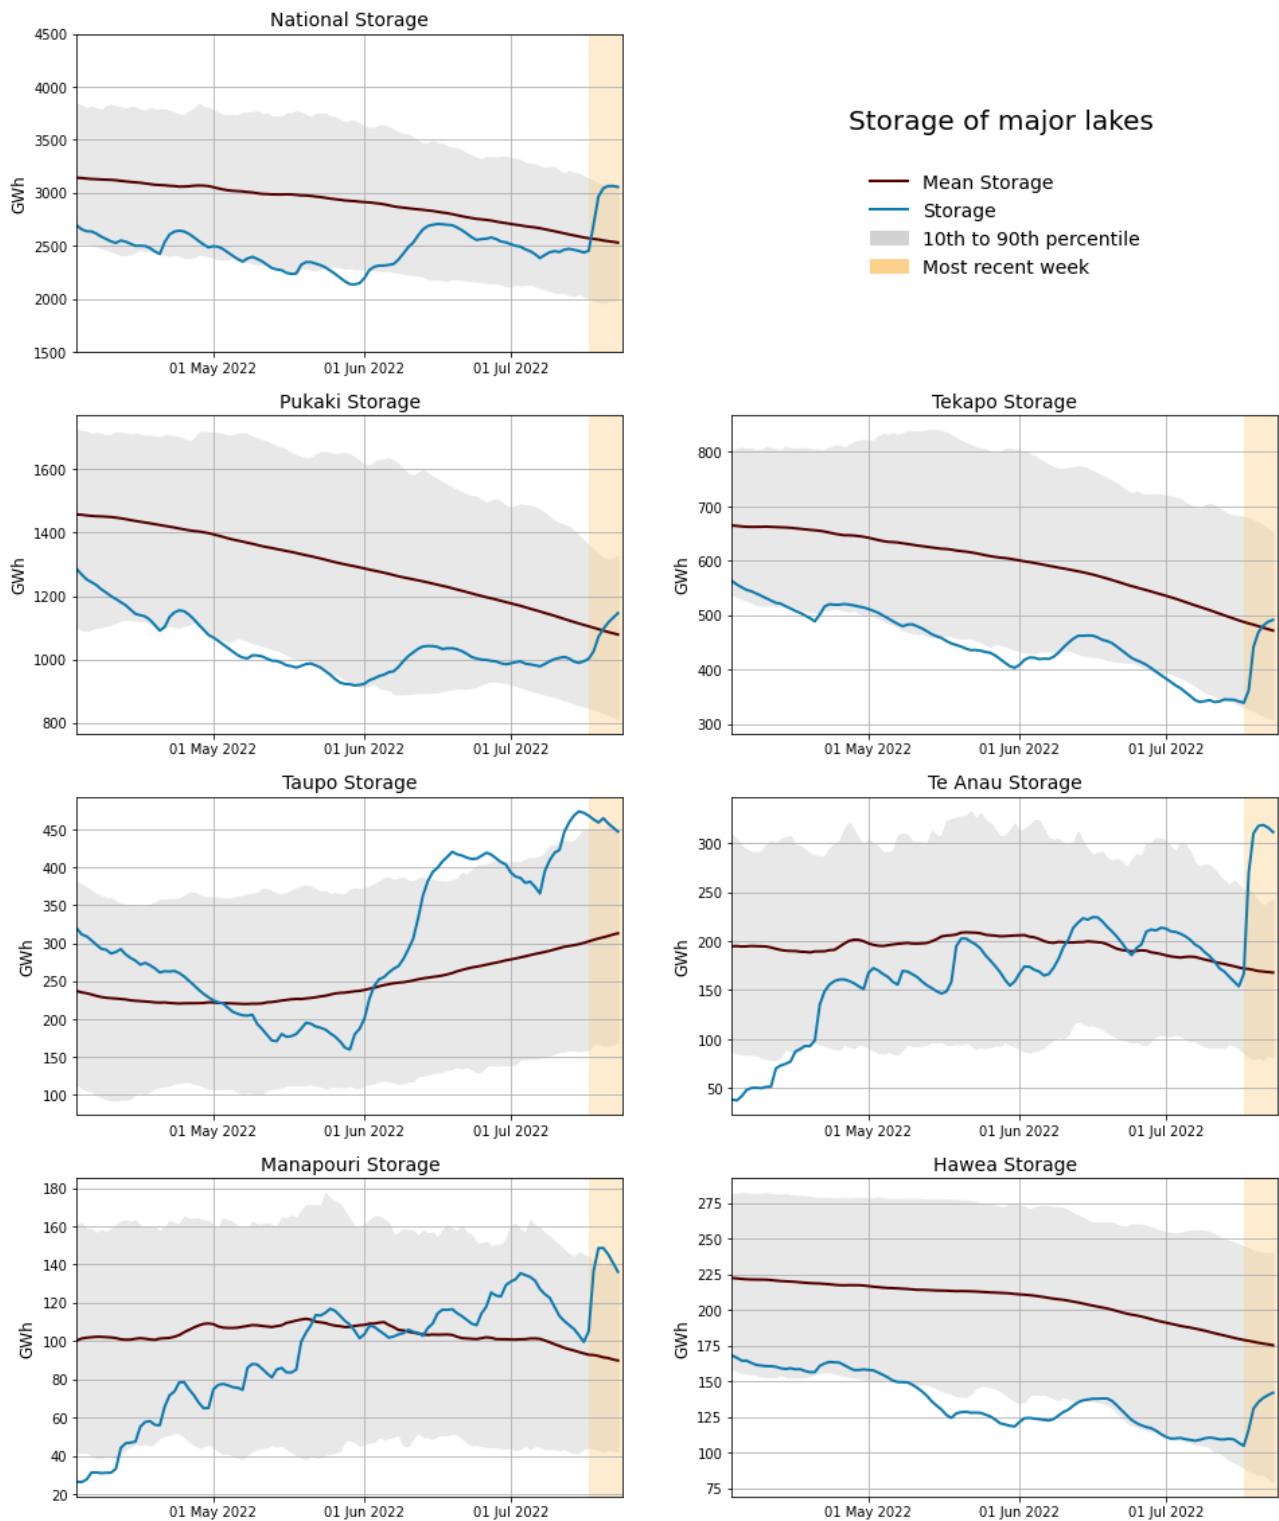 National Storage
4500
4000
3500
3000
2500
2000
1500
GWh
01 May 2022 01 Jun 2022 01 Jul 2022
Storage of major lakes
Mean Storage
Storage
10th to 90th percentile
Most recent week
Pukaki Storage
1600
1400
1200
1000
800
GWh
01 May 2022 01 Jun 2022 01 Jul 2022
Tekapo Storage
800
700
600
500
400
300
GWh
01 May 2022 01 Jun 2022 01 Jul 2022
Taupo Storage
450
400
350
300
250
200
150
100
GWh
01 May 2022 01 Jun 2022 01 Jul 2022
Te Anau Storage
300
250
200
150
100
50
GWh
01 May 2022 01 Jun 2022 01 Jul 2022
Manapouri Storage
180
160
140
120
100
80
60
40
20
GWh
01 May 2022 01 Jun 2022 01 Jul 2022
Hawea Storage
275
250
225
200
175
150
125
100
75
GWh
01 May 2022 01 Jun 2022 01 Jul 2022